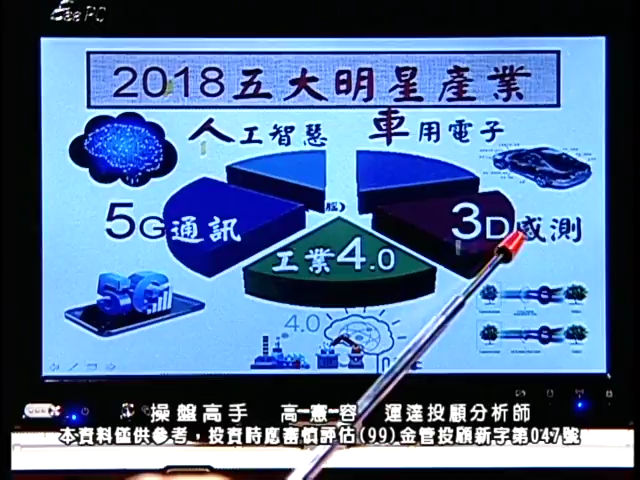 Eee PC
2018五大明星產業
人工智慧 車用電子
5G通訊
3D感測
工業4.0
5G
4.0
操盤高手 高憲容 運達投顧分析師
本資料僅供參考，投資時應審慎評估(99)金管投顧新字第047號